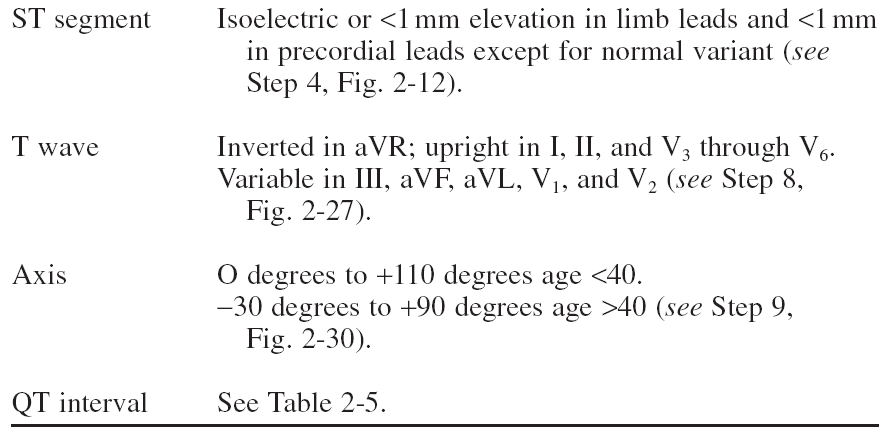 ST segment Isoelectric or <1 mm elevation in limb leads and <1 mm
in precordial leads except for normal variant (see
Step 4, Fig. 2-12).
T wave Inverted in aVR; upright in I, II, and V₃ through V₆.
Variable in III, aVF, aVL, V₁, and V₂ (see Step 8,
Fig. 2-27).
Axis O degrees to +110 degrees age <40.
−30 degrees to +90 degrees age >40 (see Step 9,
Fig. 2-30).
QT interval See Table 2-5.